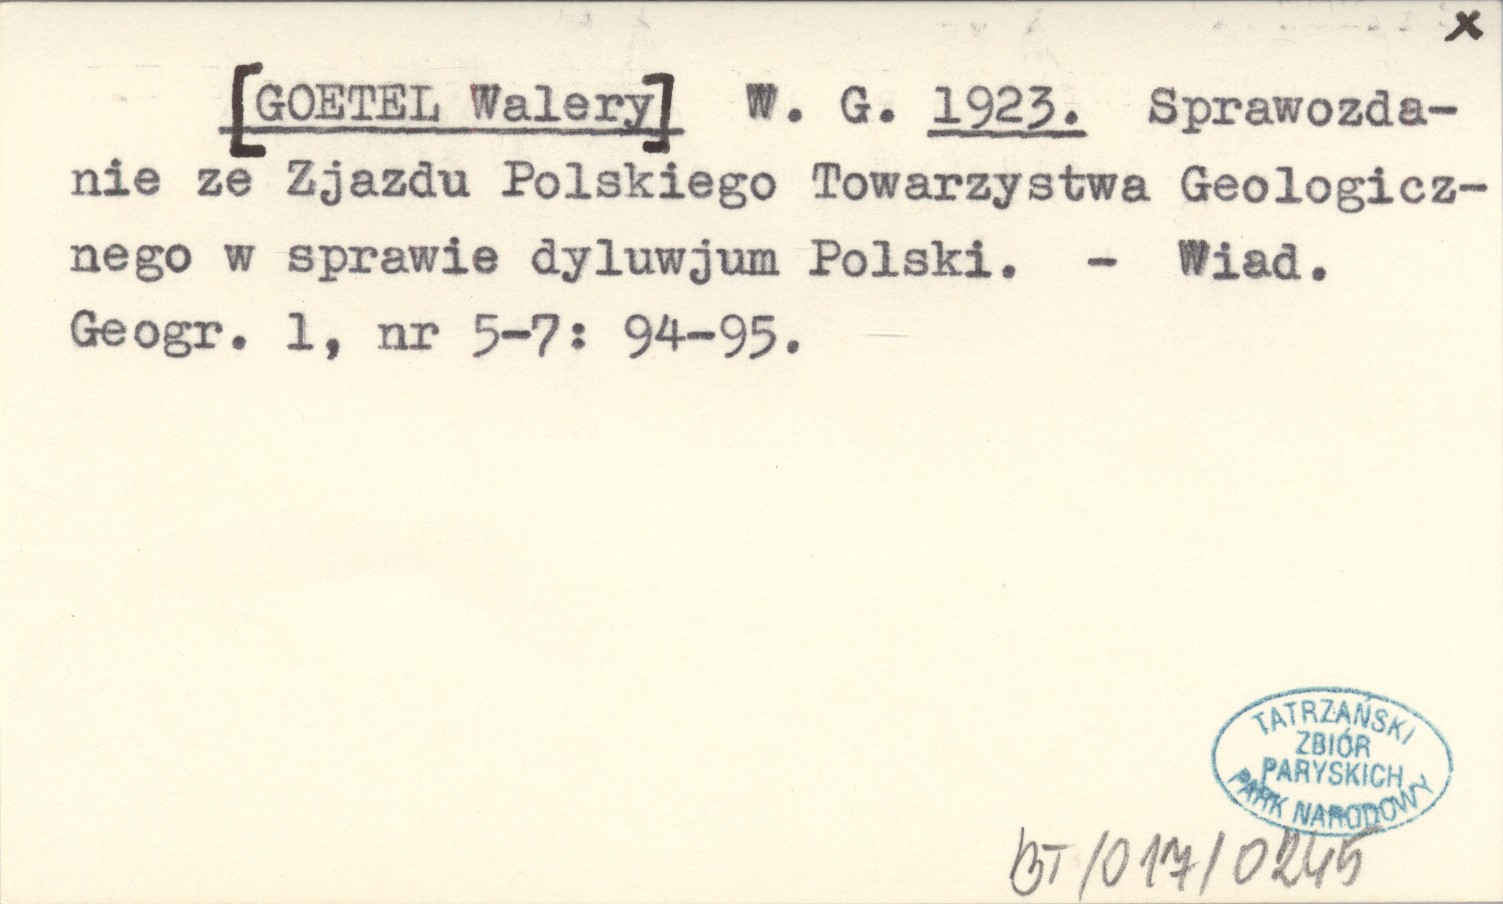 x
[GOETEL Walery] W. G. 1923. Sprawozda-
nie ze Zjazdu Polskiego Towarzystwa Geologicz-
nego w sprawie dyluwjum Polski. - Wiad.
Geogr. 1, nr 5-7: 94-95.
TATRZAŃSKI
ZBIÓR
PARYSKICH
PARK NARODOWY
BT/017/0245